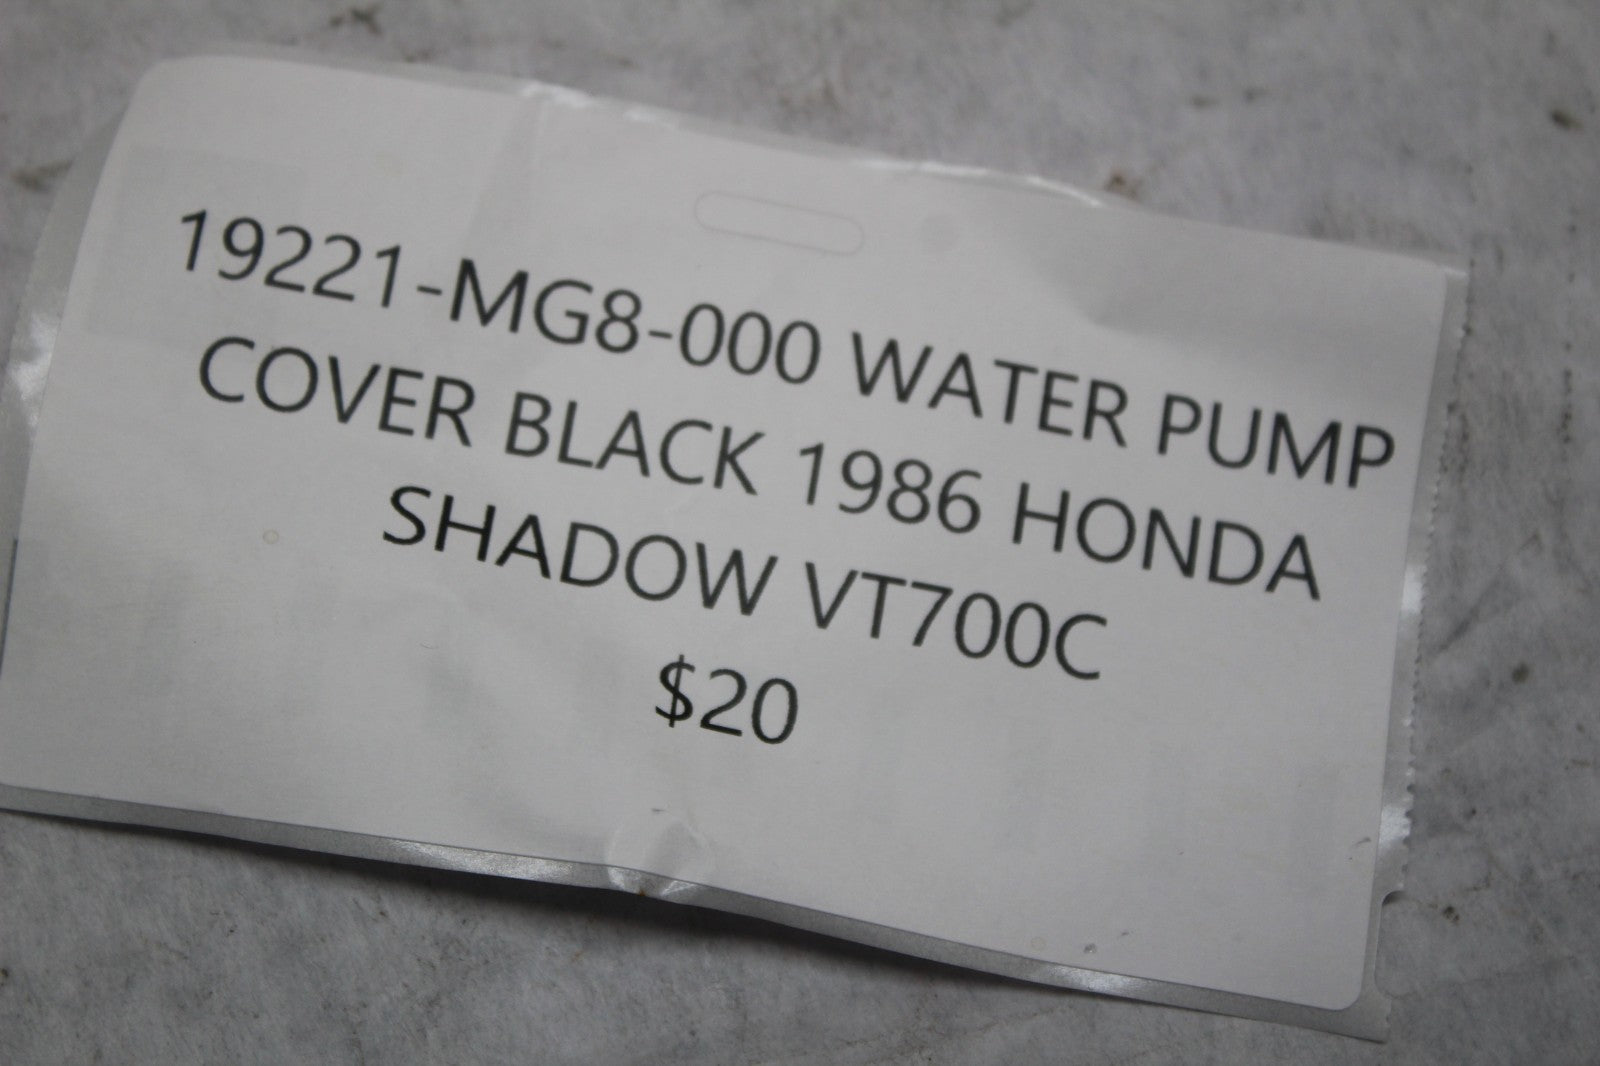 19221-MG8-000 WATER PUMP
COVER BLACK 1986 HONDA
SHADOW VT700C
$20